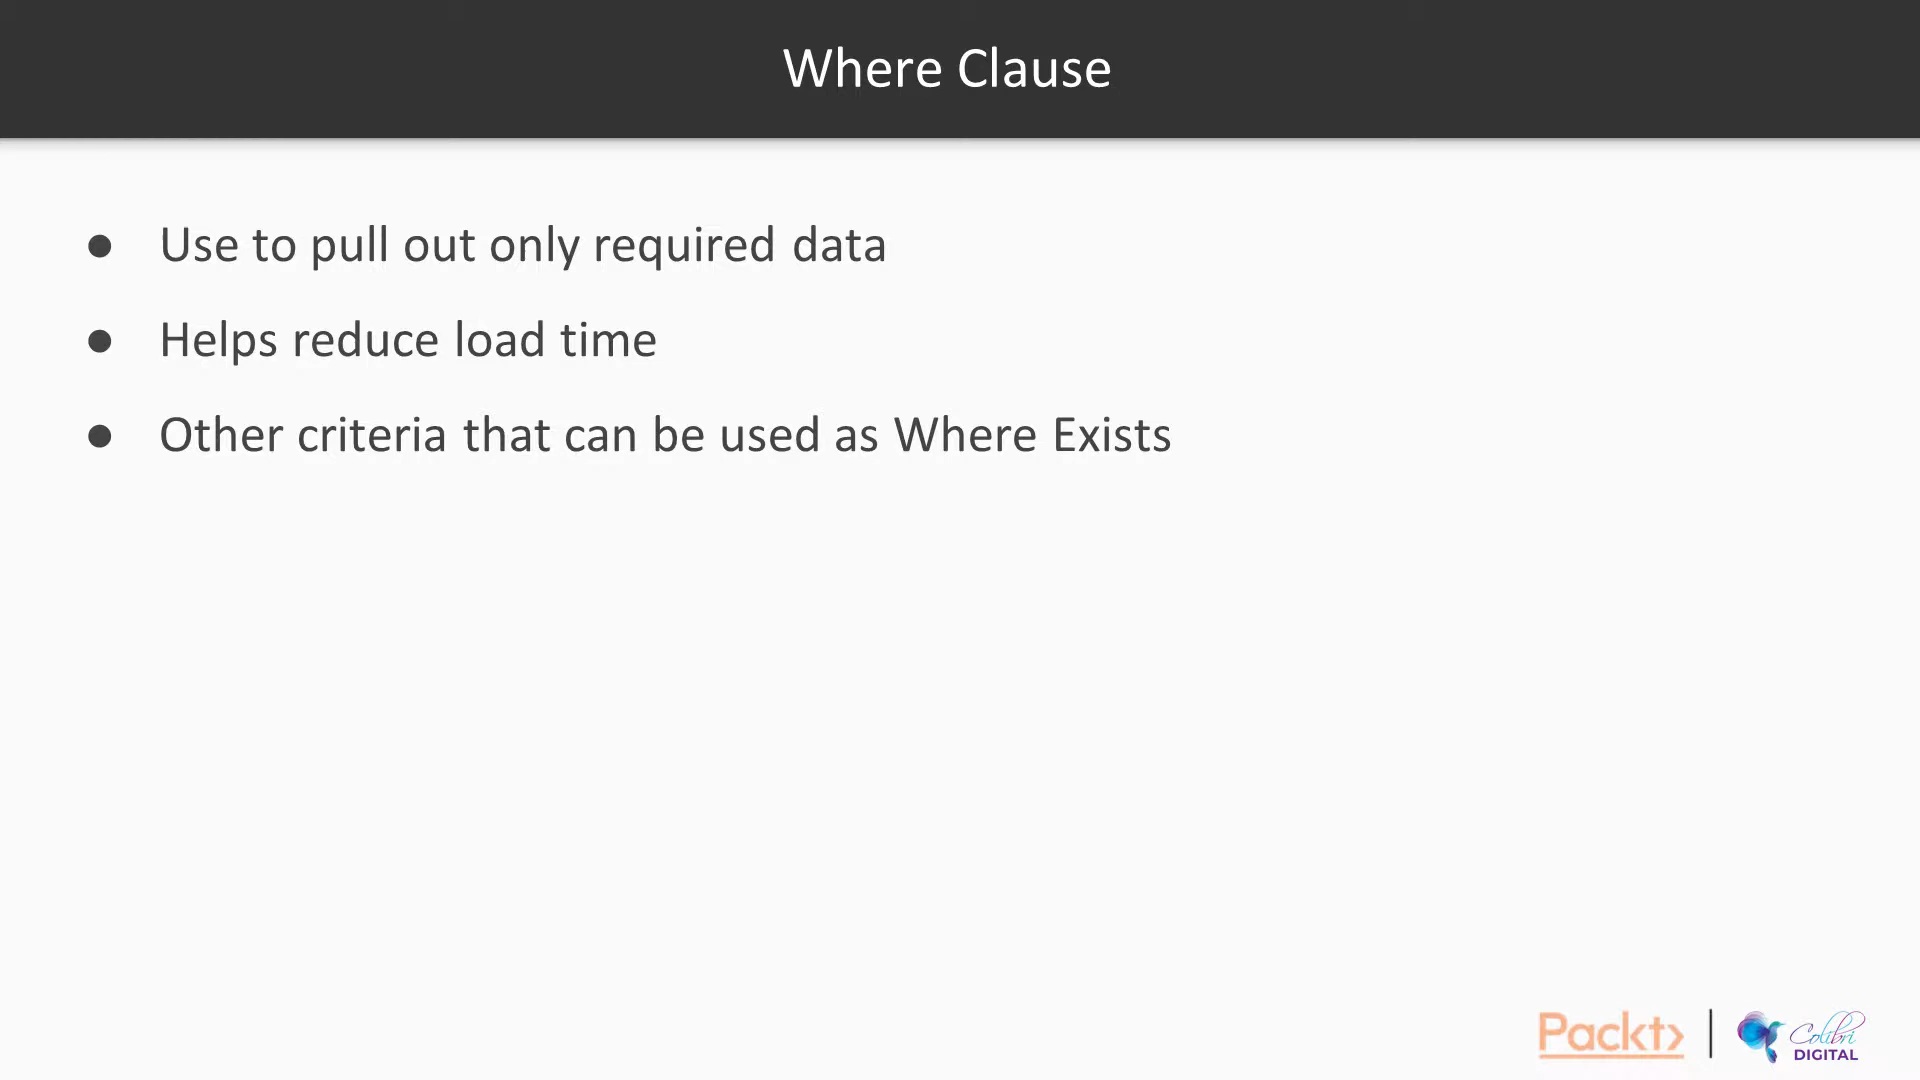 Where Clause
● Use to pull out only required data
● Helps reduce load time
● Other criteria that can be used as Where Exists
Packt>
Colibri
DIGITAL